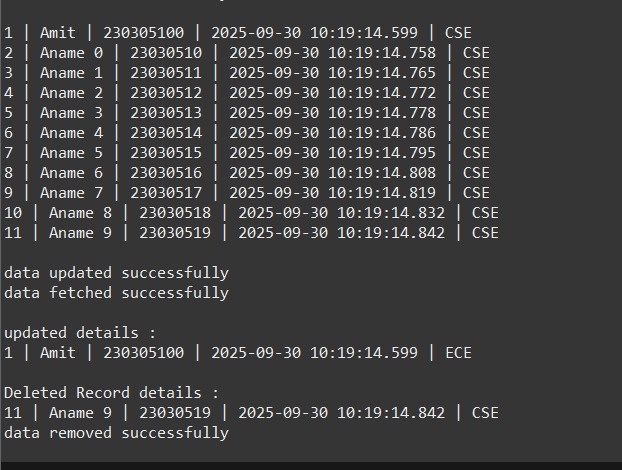 1 | Amit | 230305100 | 2025-09-30 10:19:14.599 | CSE
2 | Aname 0 | 23030510 | 2025-09-30 10:19:14.758 | CSE
3 | Aname 1 | 23030511 | 2025-09-30 10:19:14.765 | CSE
4 | Aname 2 | 23030512 | 2025-09-30 10:19:14.772 | CSE
5 | Aname 3 | 23030513 | 2025-09-30 10:19:14.778 | CSE
6 | Aname 4 | 23030514 | 2025-09-30 10:19:14.786 | CSE
7 | Aname 5 | 23030515 | 2025-09-30 10:19:14.795 | CSE
8 | Aname 6 | 23030516 | 2025-09-30 10:19:14.808 | CSE
9 | Aname 7 | 23030517 | 2025-09-30 10:19:14.819 | CSE
10 | Aname 8 | 23030518 | 2025-09-30 10:19:14.832 | CSE
11 | Aname 9 | 23030519 | 2025-09-30 10:19:14.842 | CSE
data updated successfully
data fetched successfully
updated details :
1 | Amit | 230305100 | 2025-09-30 10:19:14.599 | ECE
Deleted Record details :
11 | Aname 9 | 23030519 | 2025-09-30 10:19:14.842 | CSE
data removed successfully